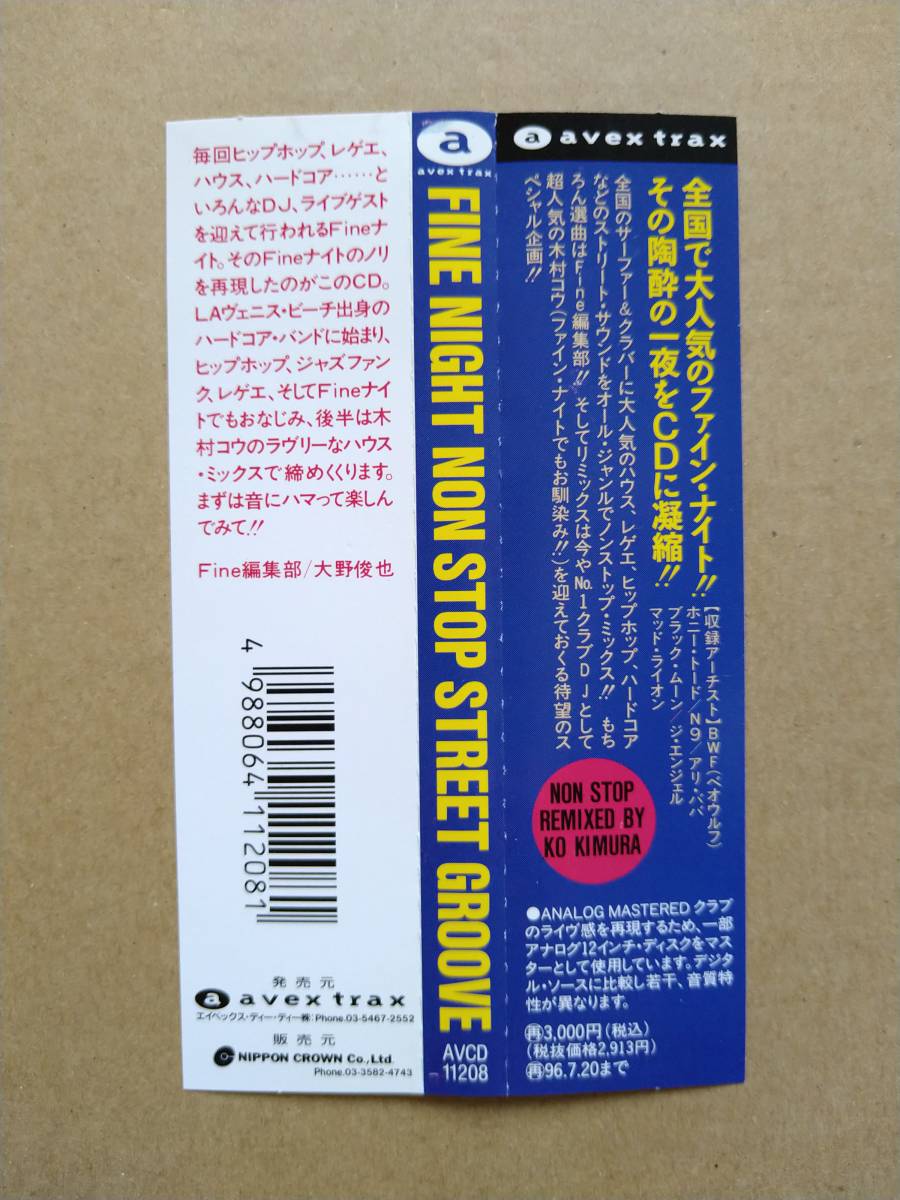 毎回ヒップホップ、レゲエ、
ハウス、ハードコア……と
いろんなDJ、ライブゲスト
を迎えて行われるFineナ
イト。そのFineナイトのノリ
を再現したのがこのCD。
LAヴェニス・ビーチ出身の
ハードコア・バンドに始まり、
ヒップホップ、ジャズファン
ク、レゲエ、そしてFineナイ
トでもおなじみ、後半は木
村コウのラヴリーなハウス
・ミックスで締めくくります。
まずは音にハマって楽しん
でみて!!
Fine編集部/大野俊也
4 988064 112081
発売元
a avex trax
エイベックス・ディー・ディー㈱:Phone.03-5467-2552
販売元
NIPPON CROWN Co., Ltd.
Phone.03-3582-4743
a
avex trax
FINE NIGHT NON STOP STREET GROOVE
AVCD
11208
a avex trax
全国で大人気のファイン・ナイト!!
その陶酔の一夜をCDに凝縮!!
全国のサーファー&クラバーに大人気のハウス、レゲエ、ヒップホップ、ハードコア
などのストリート・サウンドをオール・ジャンルでノンストップ・ミックス!! もち
ろん選曲はFine編集部!! そしてリミックスは今やNo.1クラブDJとして
超人気の木村コウ(ファイン・ナイトでもお馴染み!!)を迎えておくる待望のス
ペシャル企画!!
【収録アーチスト】BWF(ベオウルフ)
ホニー・トード/N9/アリ・ババ
ブラック・ムーン/ジ・エンジェル
マッド・ライオン
NON STOP
REMIXED BY
KO KIMURA
●ANALOG MASTERED クラブ
のライヴ感を再現するため、一部
アナログ12インチ・ディスクをマス
ターとして使用しています。デジタ
ル・ソースに比較し若干、音質特
性が異なります。
㊢3,000円(税込)
(税抜価格2,913円)
㊢96.7.20まで